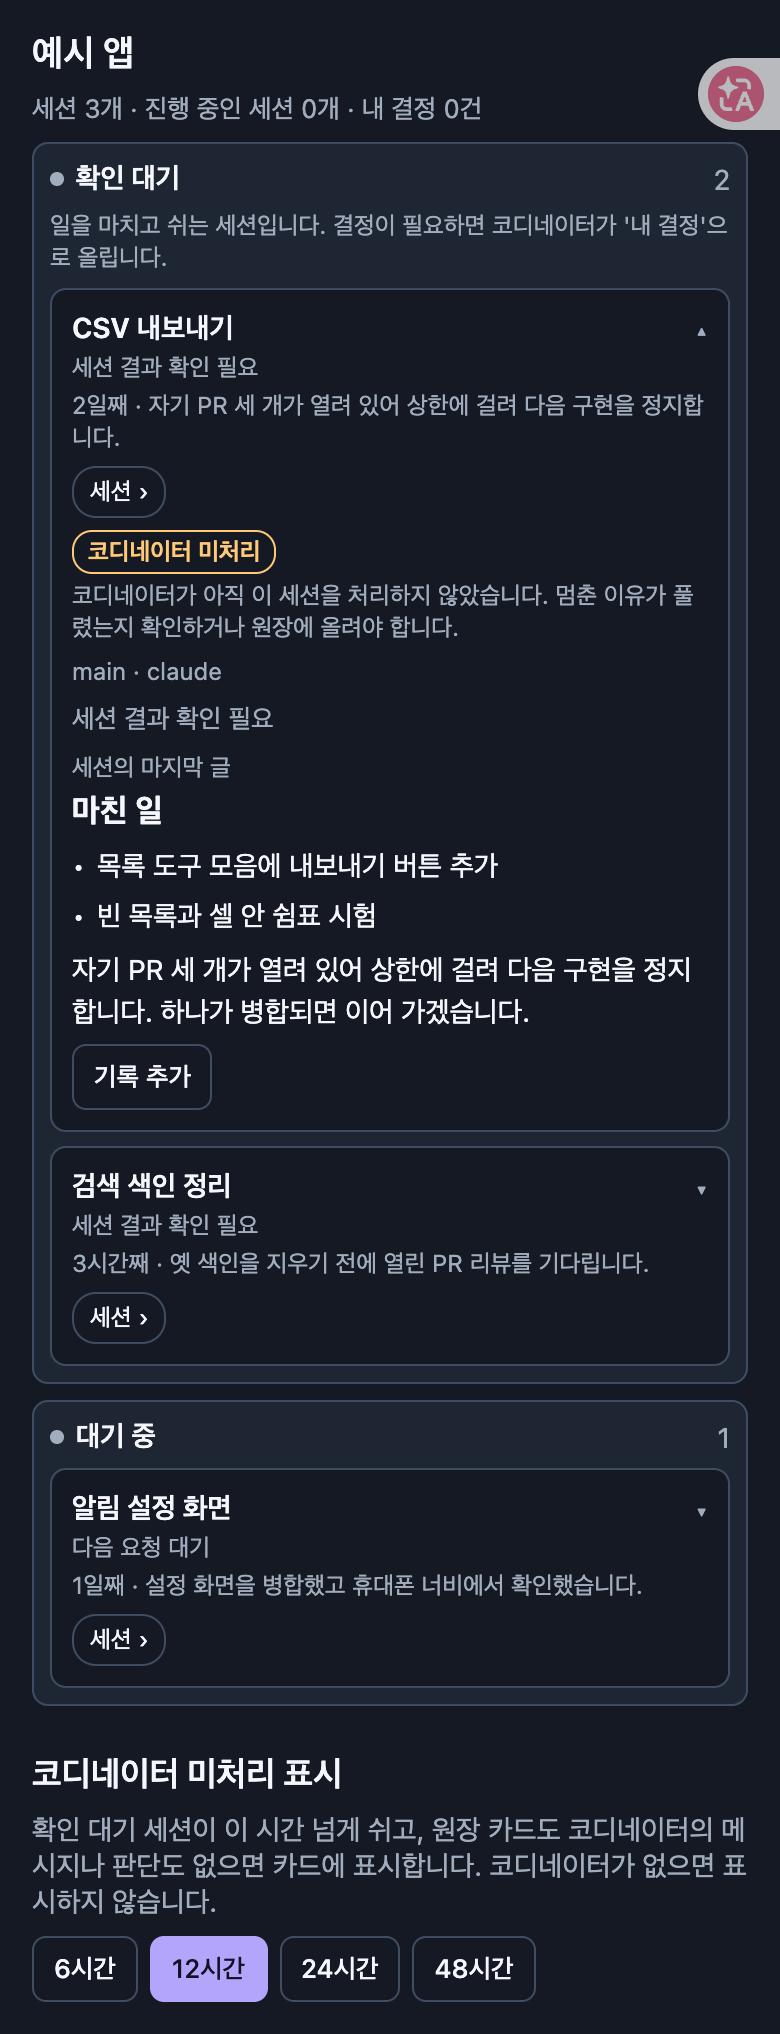 예시 앱
세션 3개 · 진행 중인 세션 0개 · 내 결정 0건
확인 대기
2
일을 마치고 쉬는 세션입니다. 결정이 필요하면 코디네이터가 '내 결정'으
로 올립니다.
CSV 내보내기
세션 결과 확인 필요
2일째 · 자기 PR 세 개가 열려 있어 상한에 걸려 다음 구현을 정지합
니다.
세션 ›
코디네이터 미처리
코디네이터가 아직 이 세션을 처리하지 않았습니다. 멈춘 이유가 풀
렸는지 확인하거나 원장에 올려야 합니다.
main · claude
세션 결과 확인 필요
세션의 마지막 글
마친 일
• 목록 도구 모음에 내보내기 버튼 추가
• 빈 목록과 셀 안 쉼표 시험
자기 PR 세 개가 열려 있어 상한에 걸려 다음 구현을 정지
합니다. 하나가 병합되면 이어 가겠습니다.
기록 추가
검색 색인 정리
세션 결과 확인 필요
3시간째 · 옛 색인을 지우기 전에 열린 PR 리뷰를 기다립니다.
세션 ›
대기 중
1
알림 설정 화면
다음 요청 대기
1일째 · 설정 화면을 병합했고 휴대폰 너비에서 확인했습니다.
세션 ›
코디네이터 미처리 표시
확인 대기 세션이 이 시간 넘게 쉬고, 원장 카드도 코디네이터의 메
시지나 판단도 없으면 카드에 표시합니다. 코디네이터가 없으면 표
시하지 않습니다.
6시간
12시간
24시간
48시간